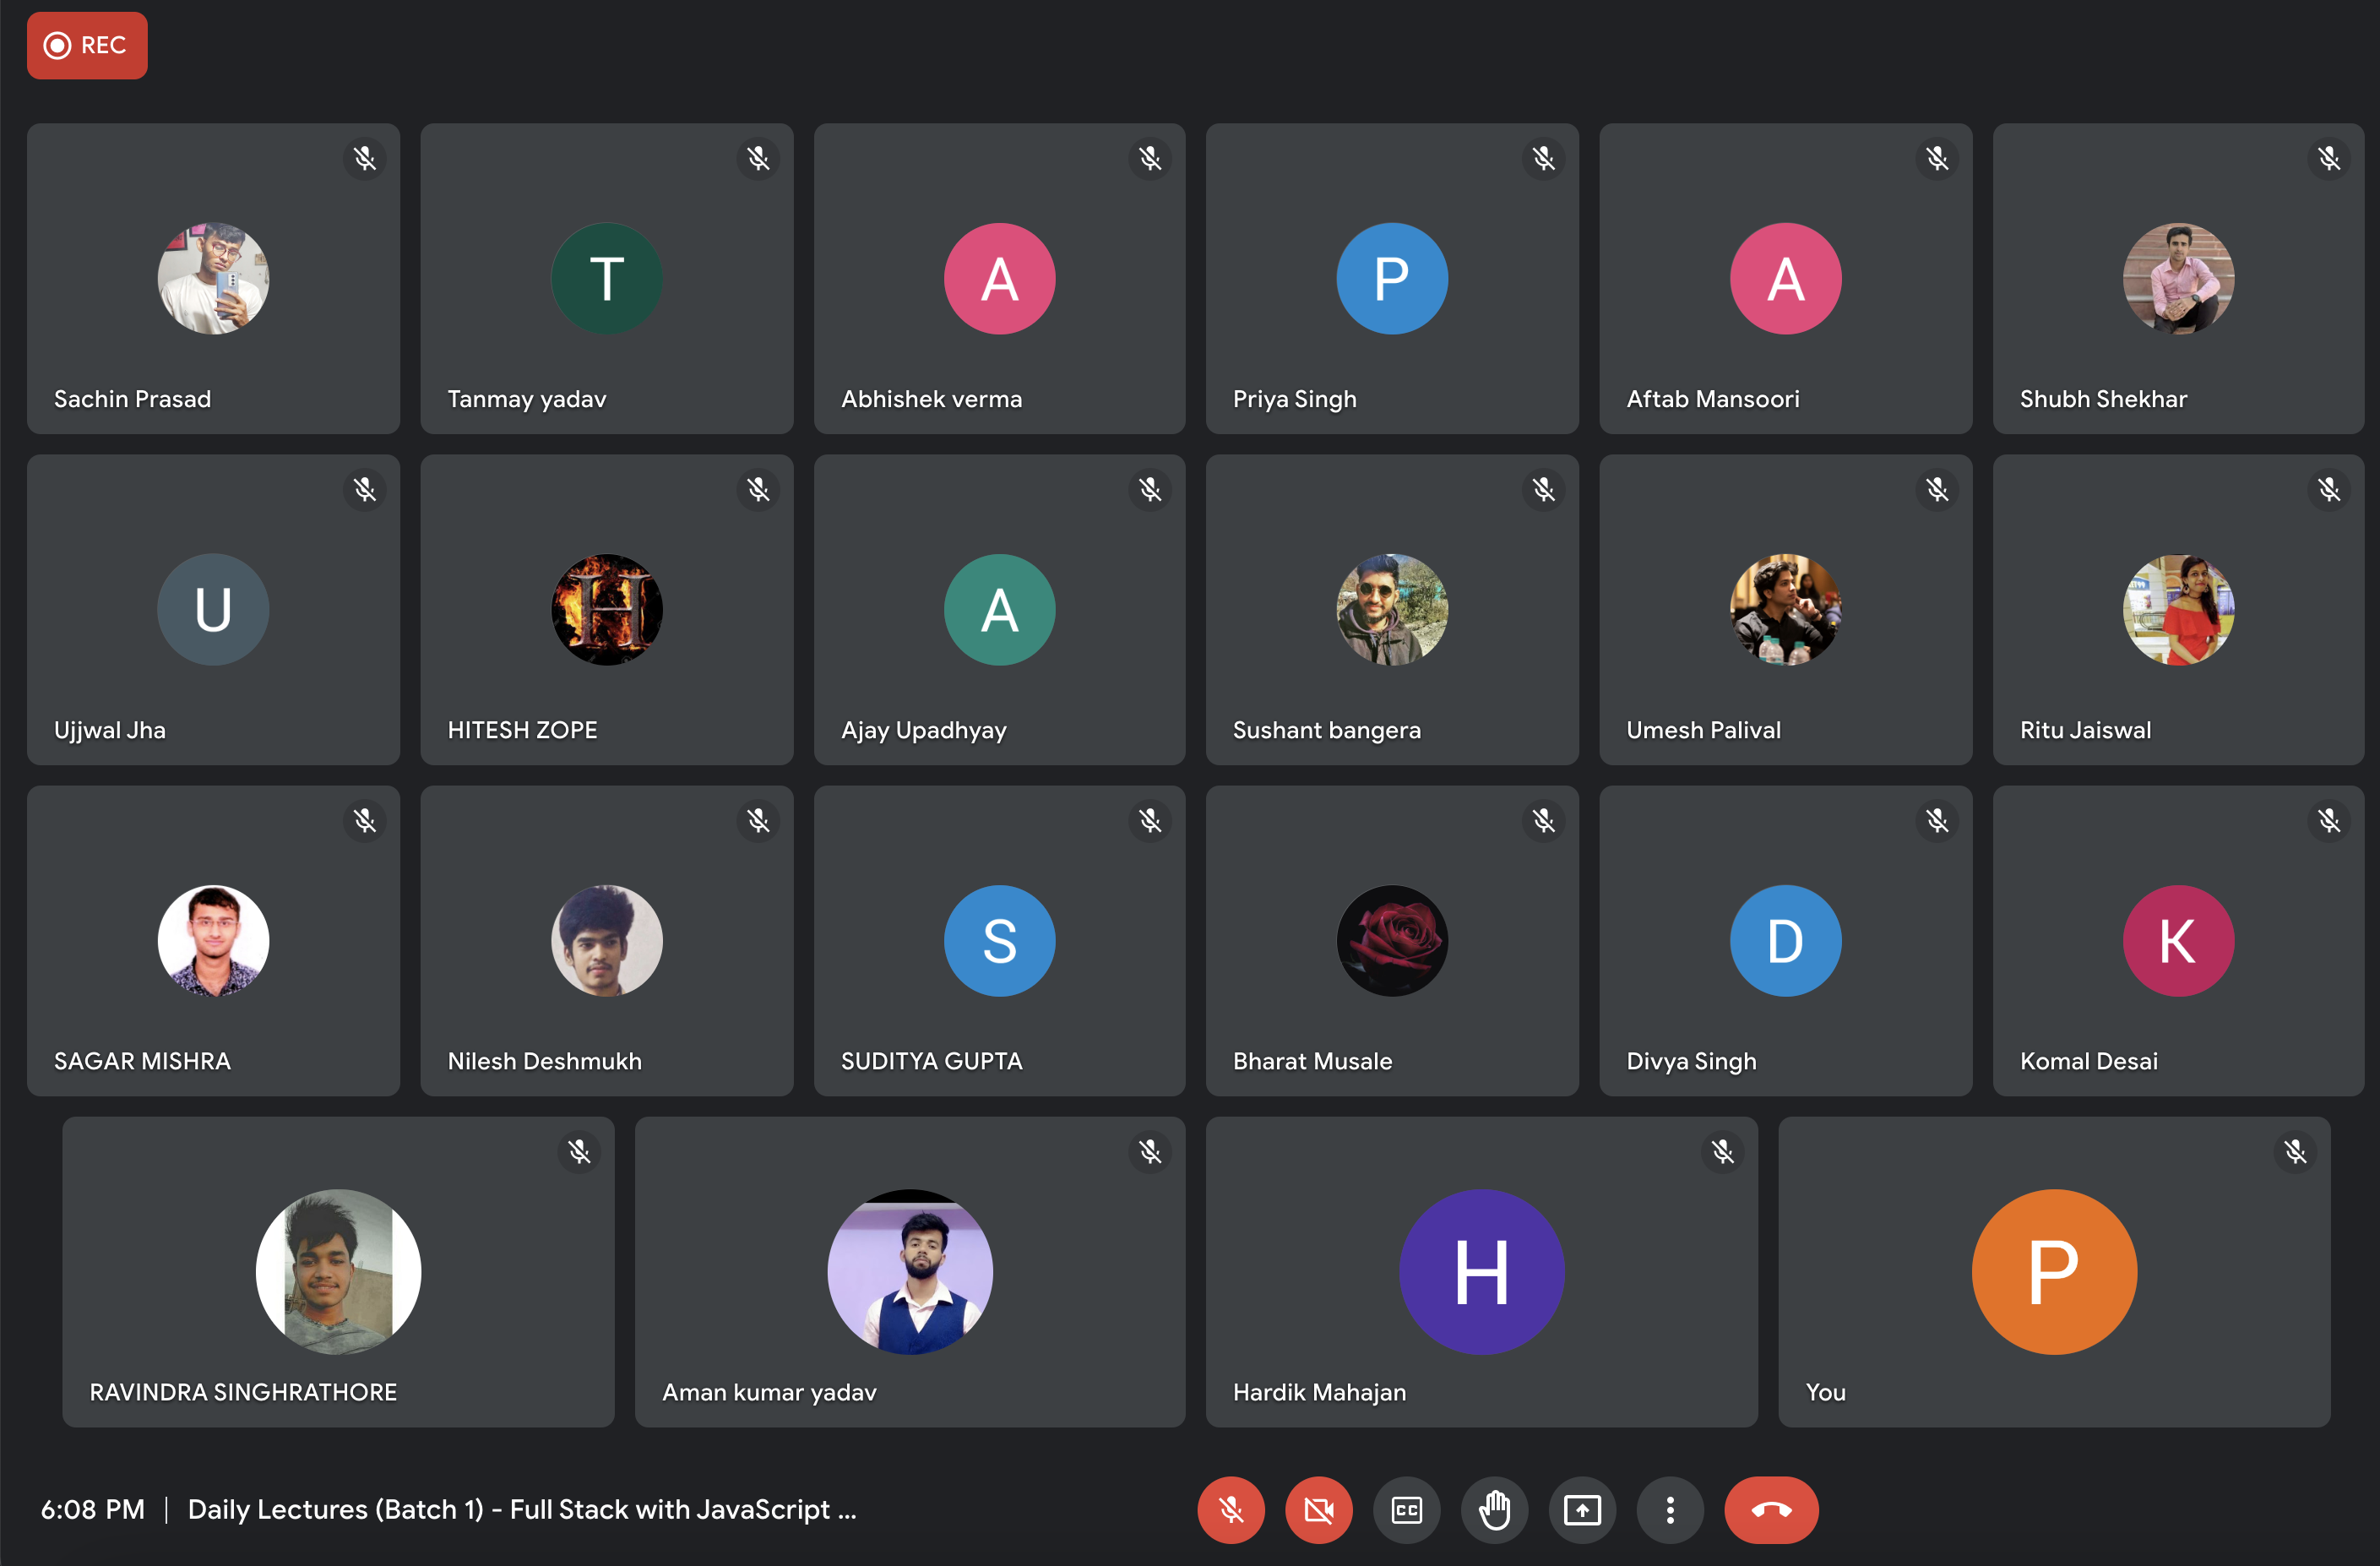 REC
Sachin Prasad
T
Tanmay yadav
A
Abhishek verma
P
Priya Singh
A
Aftab Mansoori
Shubh Shekhar
U
Ujjwal Jha
H
HITESH ZOPE
A
Ajay Upadhyay
Sushant bangera
Umesh Palival
Ritu Jaiswal
SAGAR MISHRA
Nilesh Deshmukh
S
SUDITYA GUPTA
Bharat Musale
D
Divya Singh
K
Komal Desai
RAVINDRA SINGHRATHORE
Aman kumar yadav
H
Hardik Mahajan
P
You
6:08 PM | Daily Lectures (Batch 1) - Full Stack with JavaScript ...
CC